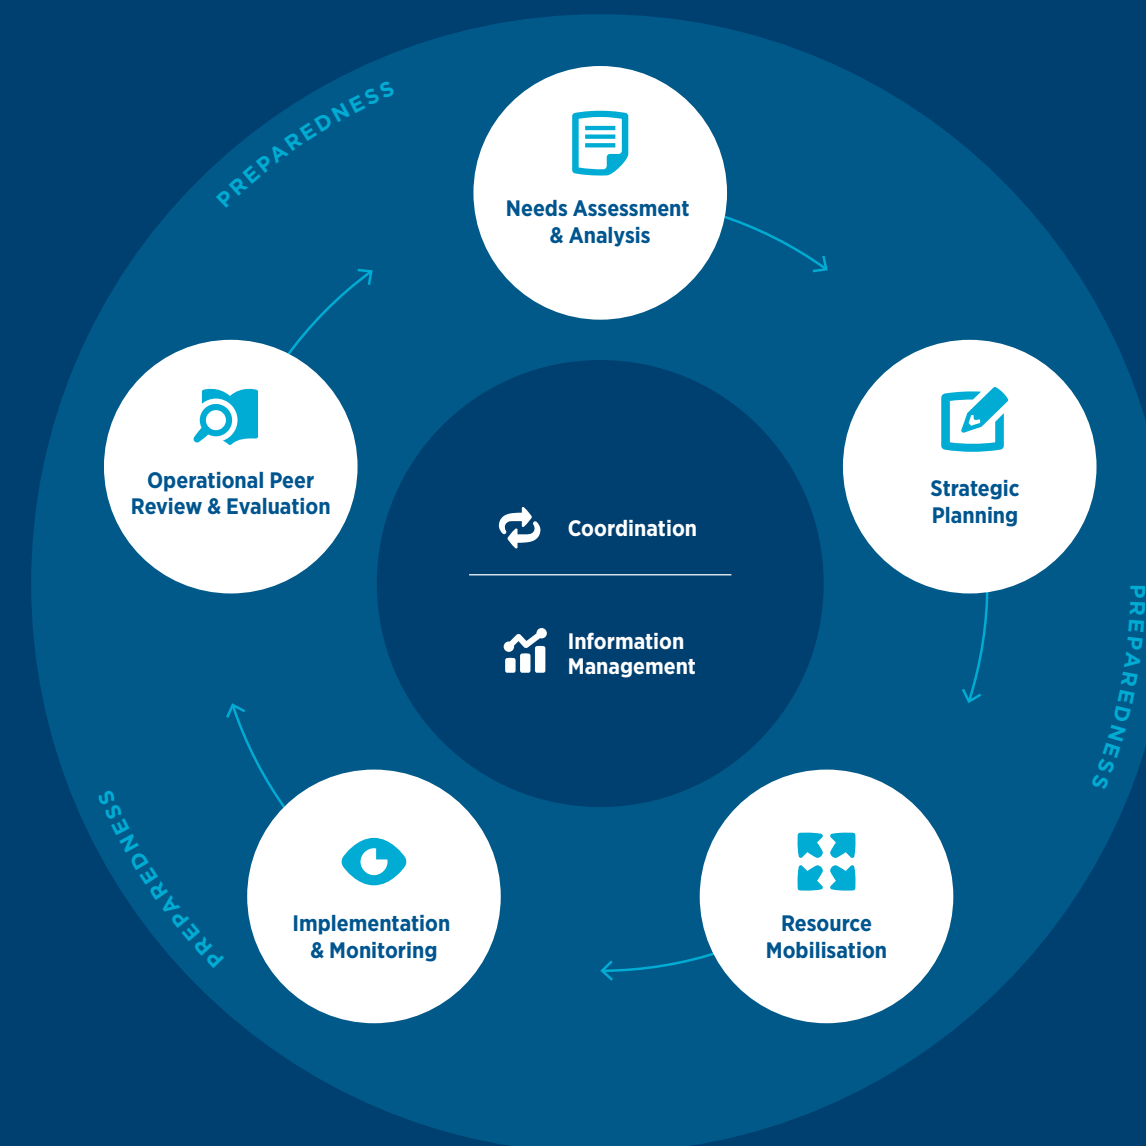 PREPAREDNESS
Needs Assessment
& Analysis
Operational Peer
Review & Evaluation
Strategic
Planning
Coordination
Information
Management
PREPAREDNESS
PREPAREDNESS
Implementation
& Monitoring
Resource
Mobilisation